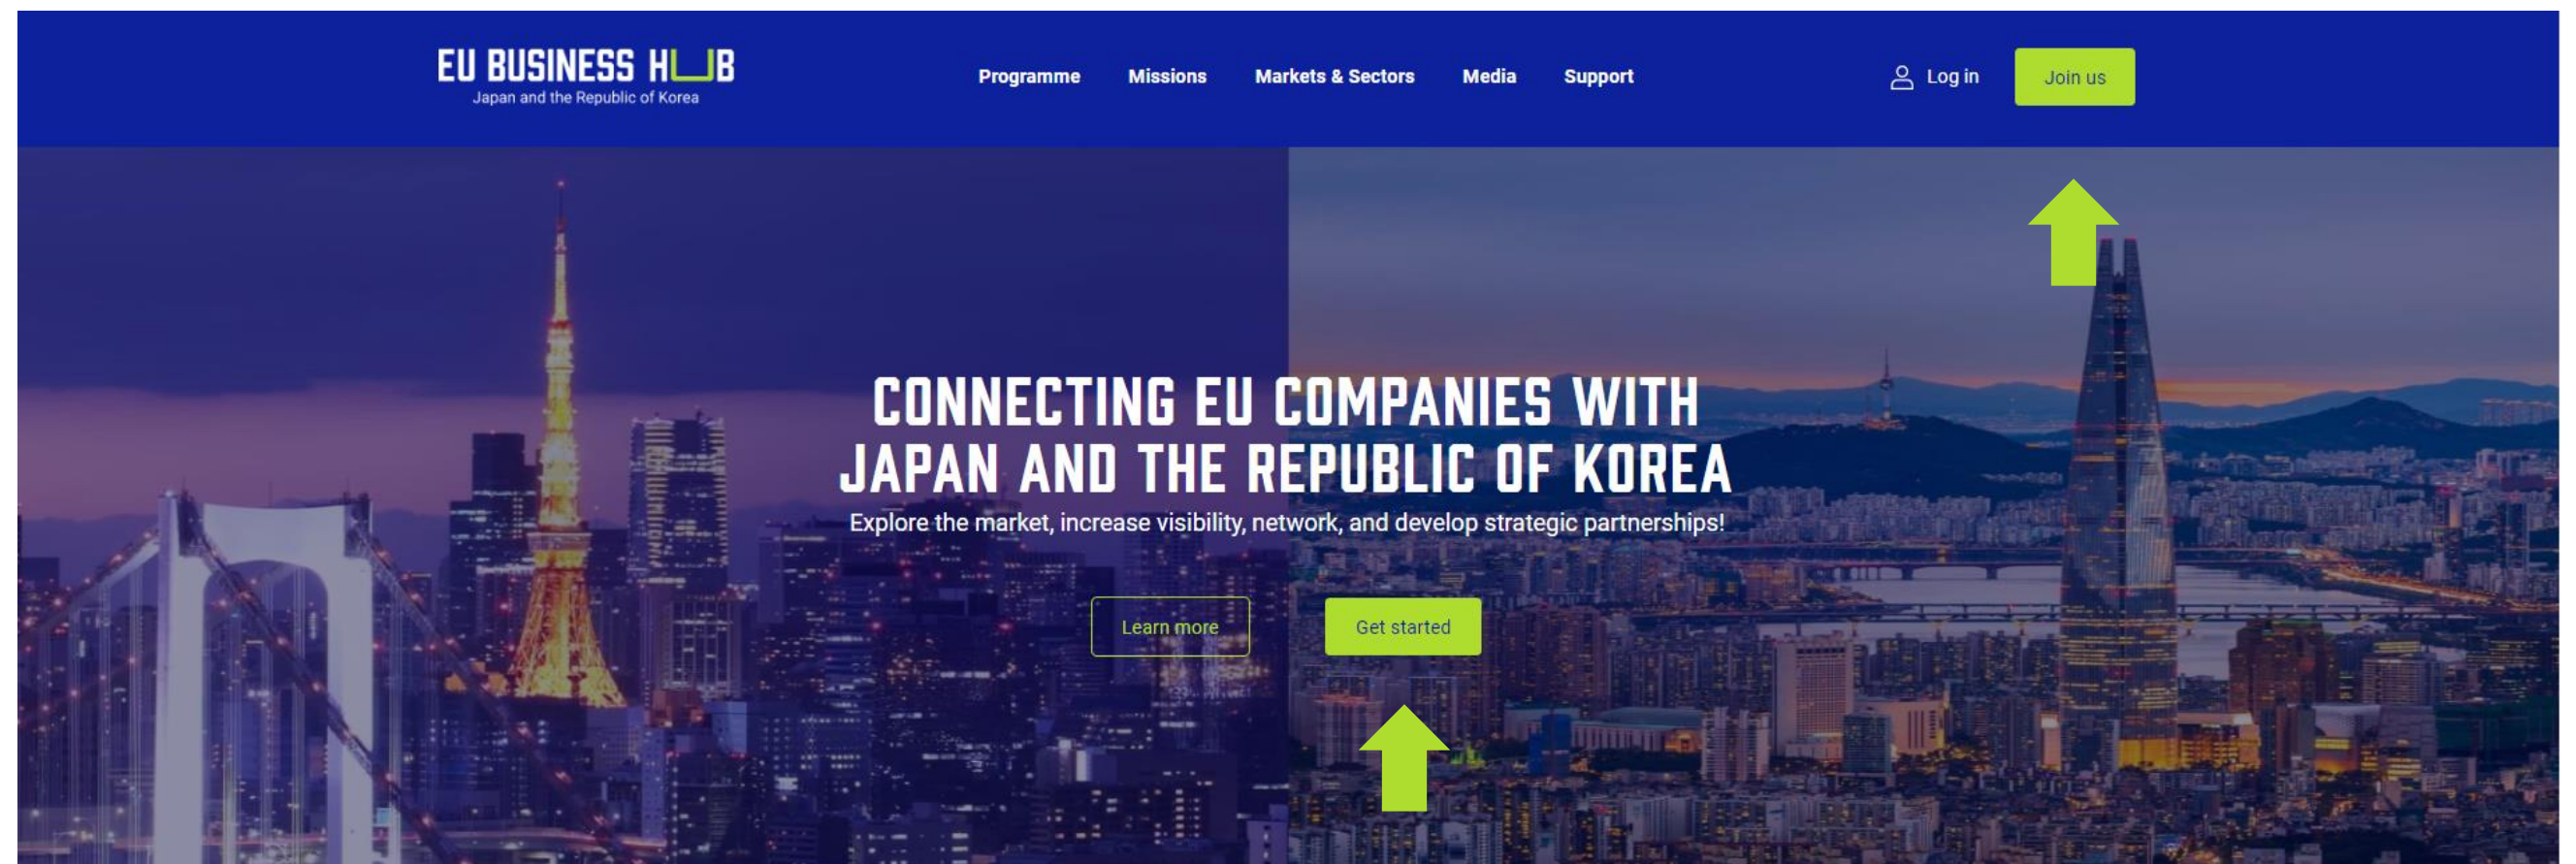 EU BUSINESS HUB
Japan and the Republic of Korea
Programme
Missions
Markets & Sectors
Media
Support
Log in
Join us
CONNECTING EU COMPANIES WITH
JAPAN AND THE REPUBLIC OF KOREA
Explore the market, increase visibility, network, and develop strategic partnerships!
Learn more
Get started